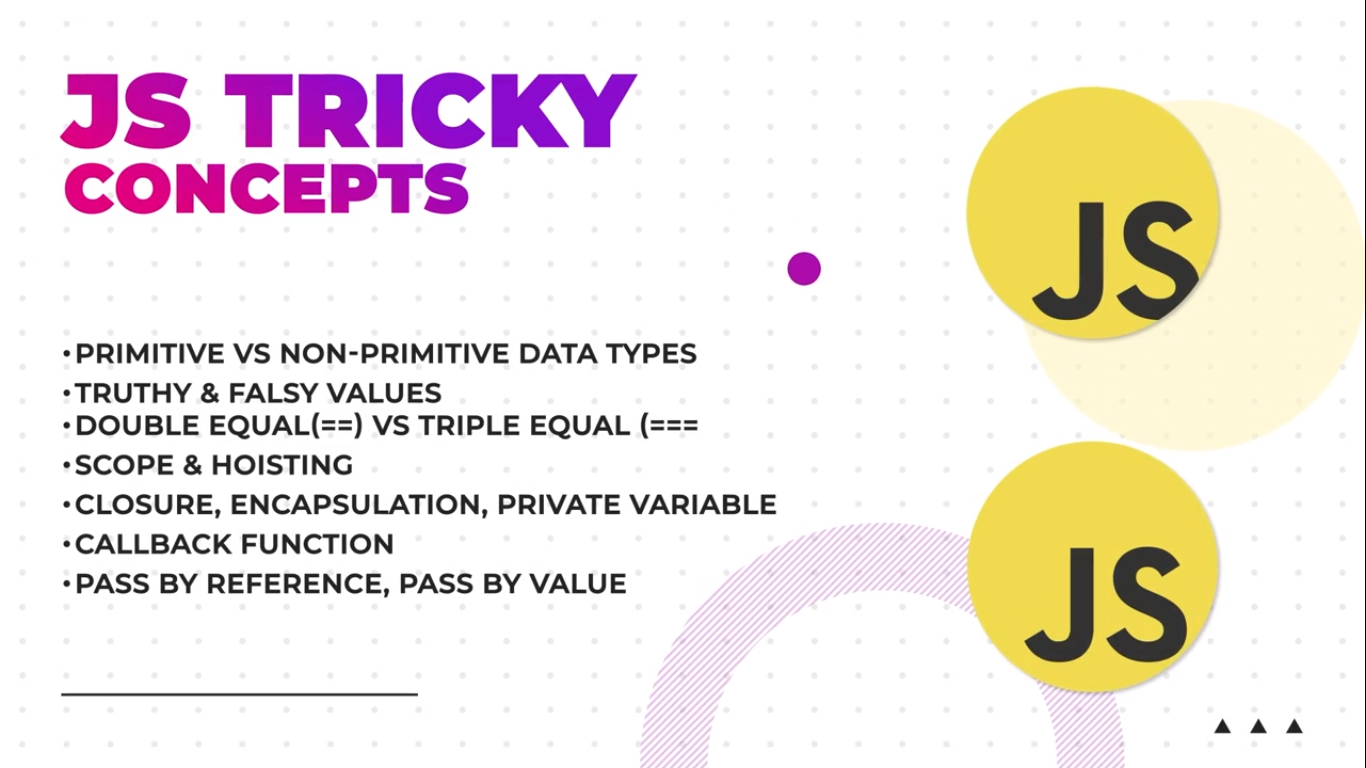 JS TRICKY
CONCEPTS
JS
•PRIMITIVE VS NON-PRIMITIVE DATA TYPES
•TRUTHY & FALSY VALUES
•DOUBLE EQUAL(==) VS TRIPLE EQUAL (===
•SCOPE & HOISTING
•CLOSURE, ENCAPSULATION, PRIVATE VARIABLE
•CALLBACK FUNCTION
•PASS BY REFERENCE, PASS BY VALUE
JS